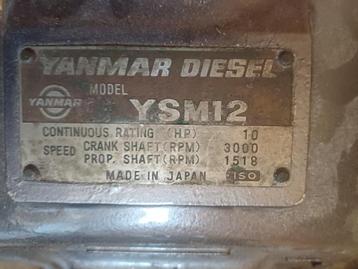 YANMAR DIESEL
MODEL
YANMAR YSM12
CONTINUOUS RATING (HP) 10
SPEED CRANK SHAFT(RPM) 3000
PROP. SHAFT(RPM) 1518
MADE IN JAPAN ISO